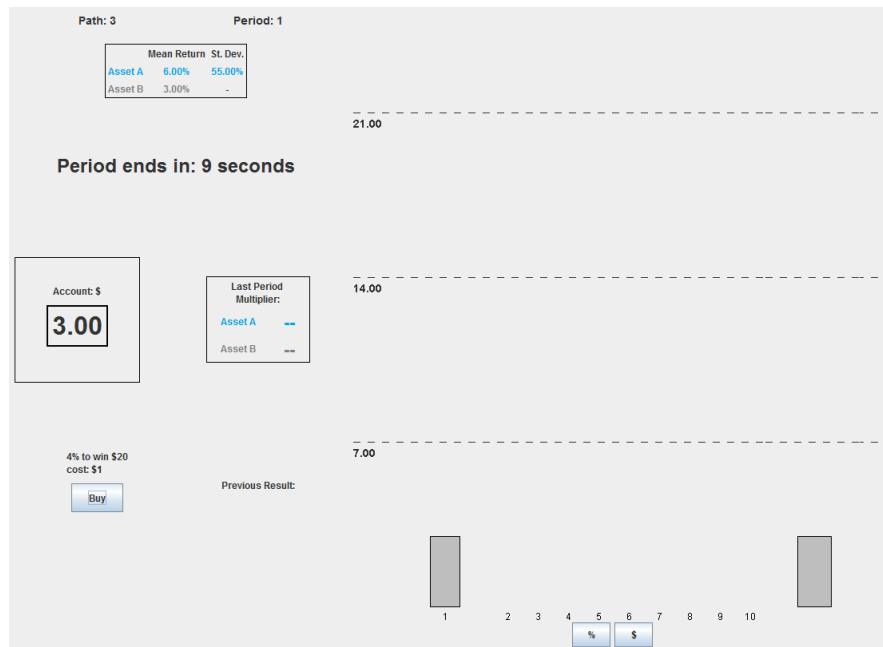 Path: 3 Period: 1
Mean Return St. Dev.
Asset A 6.00% 55.00%
Asset B 3.00% -
21.00
Period ends in: 9 seconds
14.00
Account: $
3.00
Last Period
Multiplier:
Asset A --
Asset B --
7.00
4% to win $20
cost: $1
Buy
Previous Result:
1 2 3 4 5 6 7 8 9 10
% $